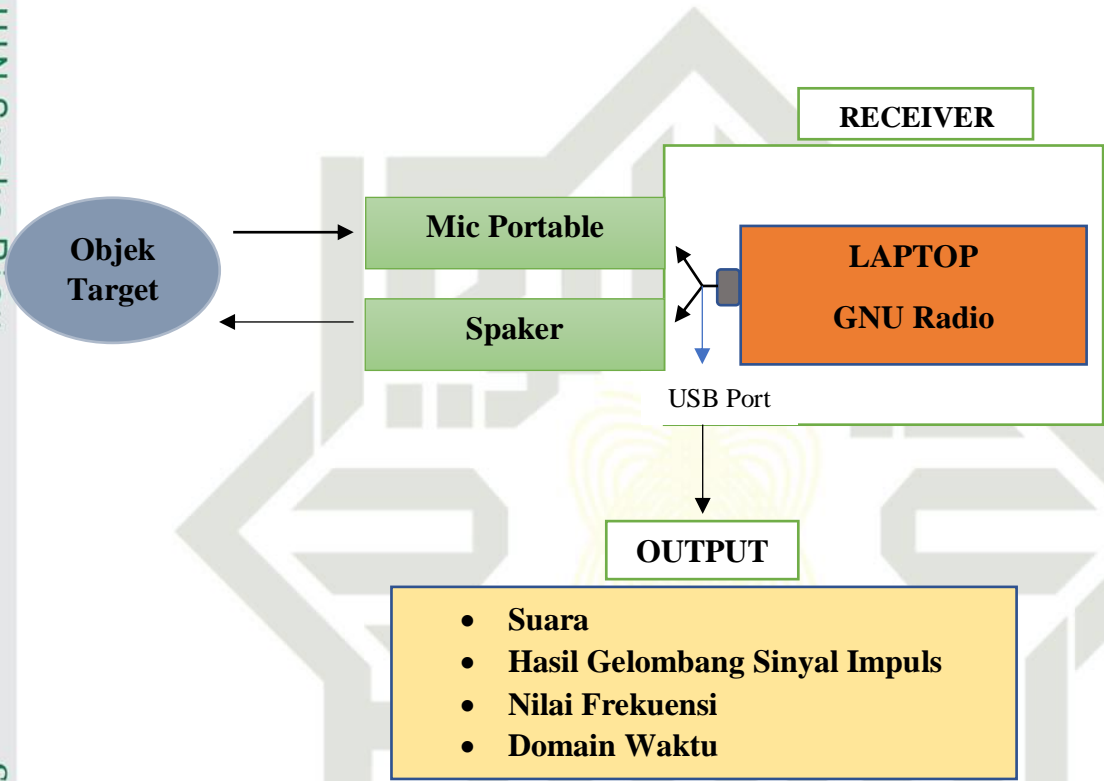 RECEIVER
Objek
Target
Mic Portable
Spaker
LAPTOP
GNU Radio
USB Port
OUTPUT
• Suara
• Hasil Gelombang Sinyal Impuls
• Nilai Frekuensi
• Domain Waktu